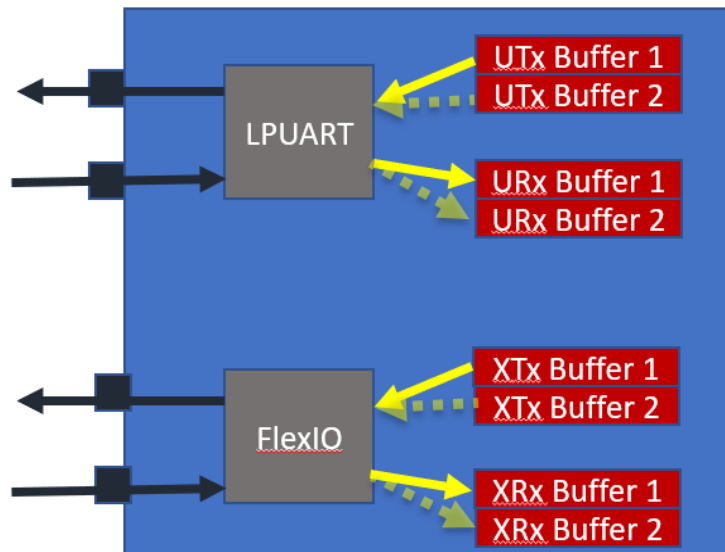 UTx Buffer 1
UTx Buffer 2
LPUART
URx Buffer 1
URx Buffer 2
XTx Buffer 1
XTx Buffer 2
FlexIO
XRx Buffer 1
XRx Buffer 2